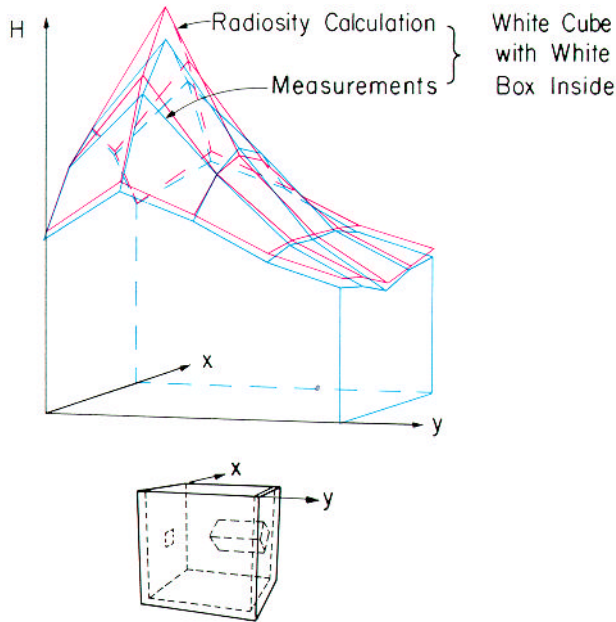 H
Radiosity Calculation
Measurements
White Cube
with White
Box Inside
x
y
x
y